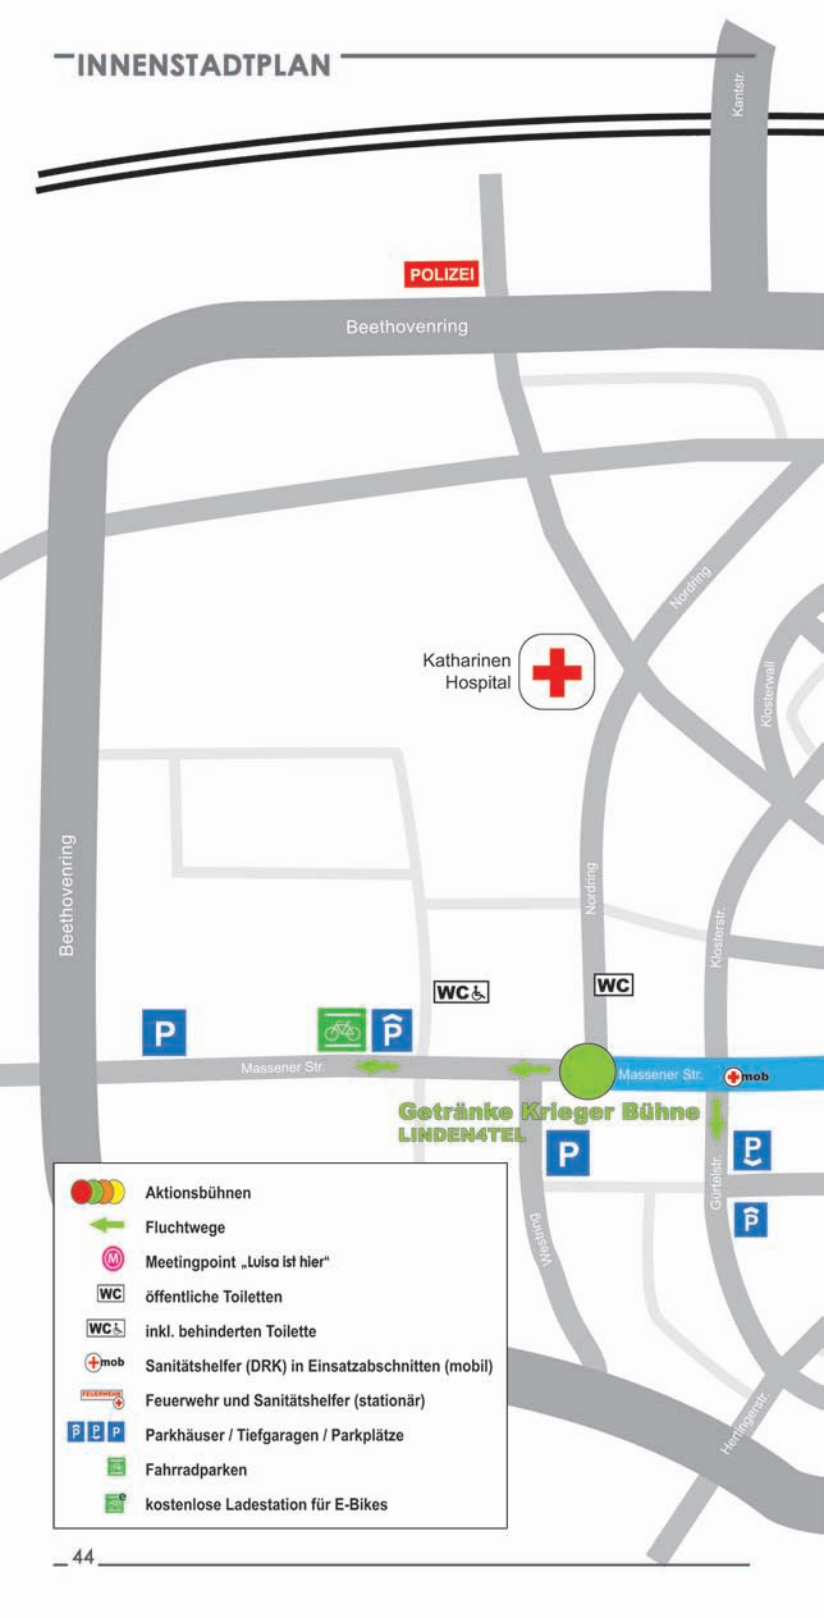 INNENSTADTPLAN
Kantstr.
POLIZEI
Beethovenring
Nordring
Katharinen
Hospital
Klosterwall
Beethovenring
Nordring
Klosterstr.
WC
WC
P
P
Massener Str.
Massener Str.
mob
Getränke Krieger Bühne
LINDEN4TEL
P
P
Gürtelstr.
P
Westring
Aktionsbühnen
Fluchtwege
M
Meetingpoint „Luisa ist hier“
WC
öffentliche Toiletten
WC
inkl. behinderten Toilette
mob
Sanitätshelfer (DRK) in Einsatzabschnitten (mobil)
FEUERWEHR
Feuerwehr und Sanitätshelfer (stationär)
P P P
Parkhäuser / Tiefgaragen / Parkplätze
Fahrradparken
e
kostenlose Ladestation für E-Bikes
Hertingerstr.
44